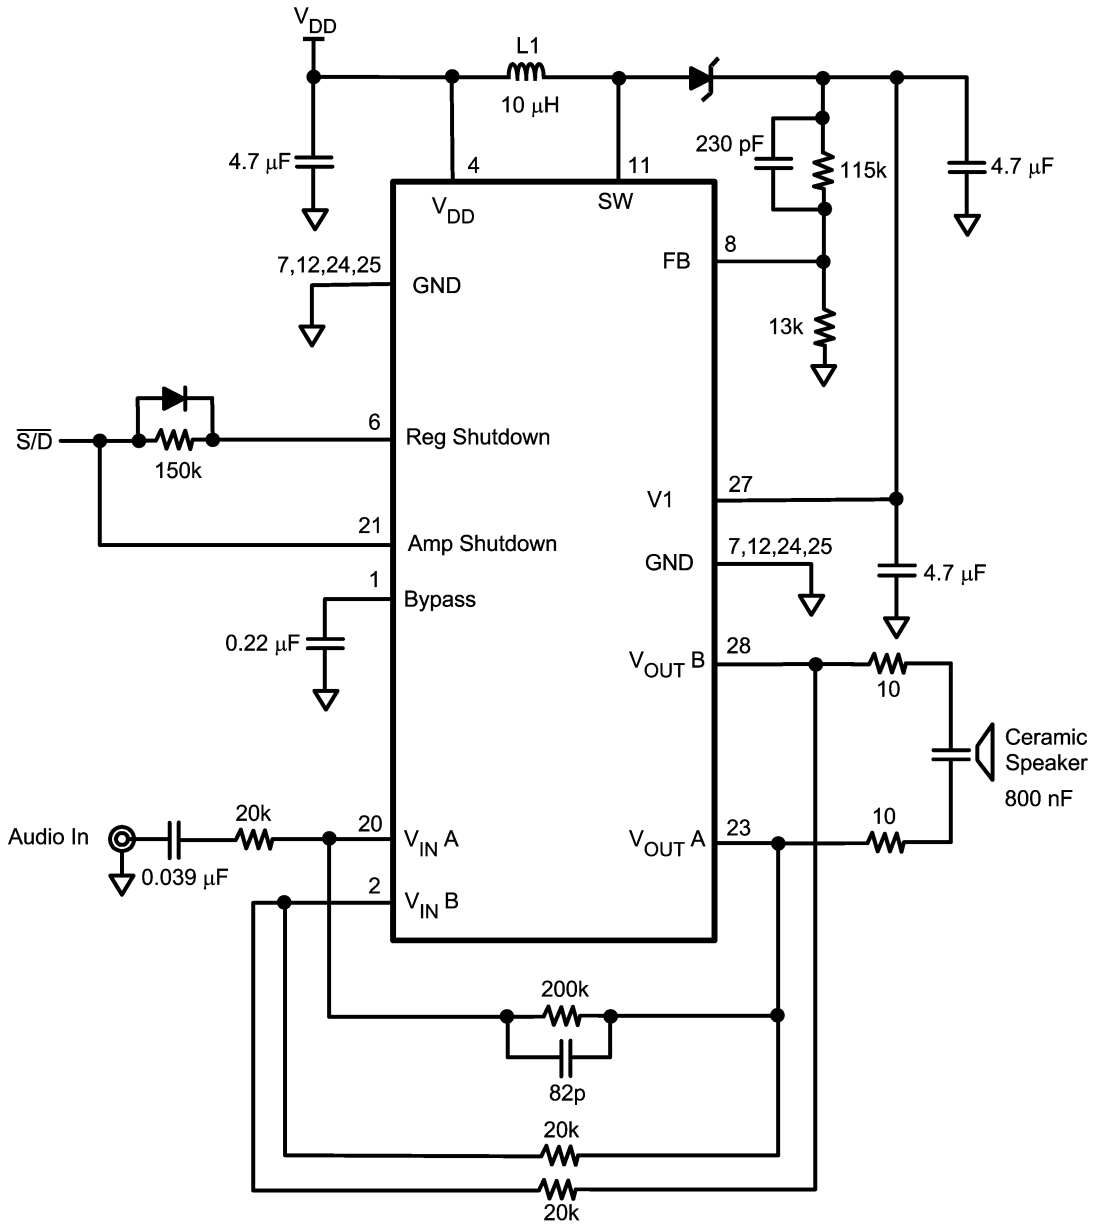 VDD
L1
10 µH
4.7 µF
4
11
230 pF
115k
4.7 µF
VDD
SW
7,12,24,25
GND
8
FB
13k
S/D
150k
6
Reg Shutdown
21
Amp Shutdown
V1
27
GND
7,12,24,25
4.7 µF
1
Bypass
0.22 µF
VOUT B
28
10
Ceramic
Speaker
800 nF
10
Audio In
0.039 µF
20k
20
VIN A
VOUT A
23
2
VIN B
200k
82p
20k
20k